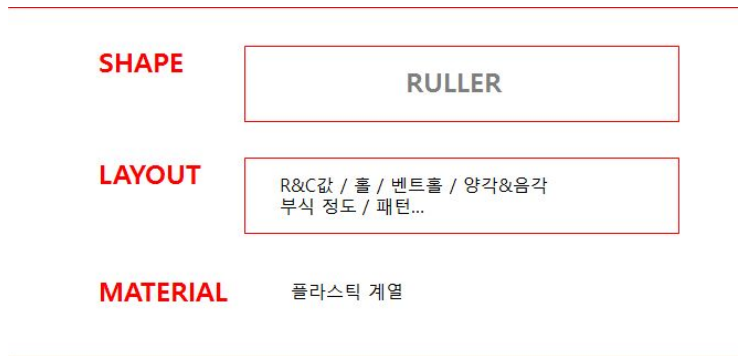 SHAPE
RULLER
LAYOUT
R&C값 / 홀 / 벤트홀 / 양각&음각
부식 정도 / 패턴...
MATERIAL
플라스틱 계열